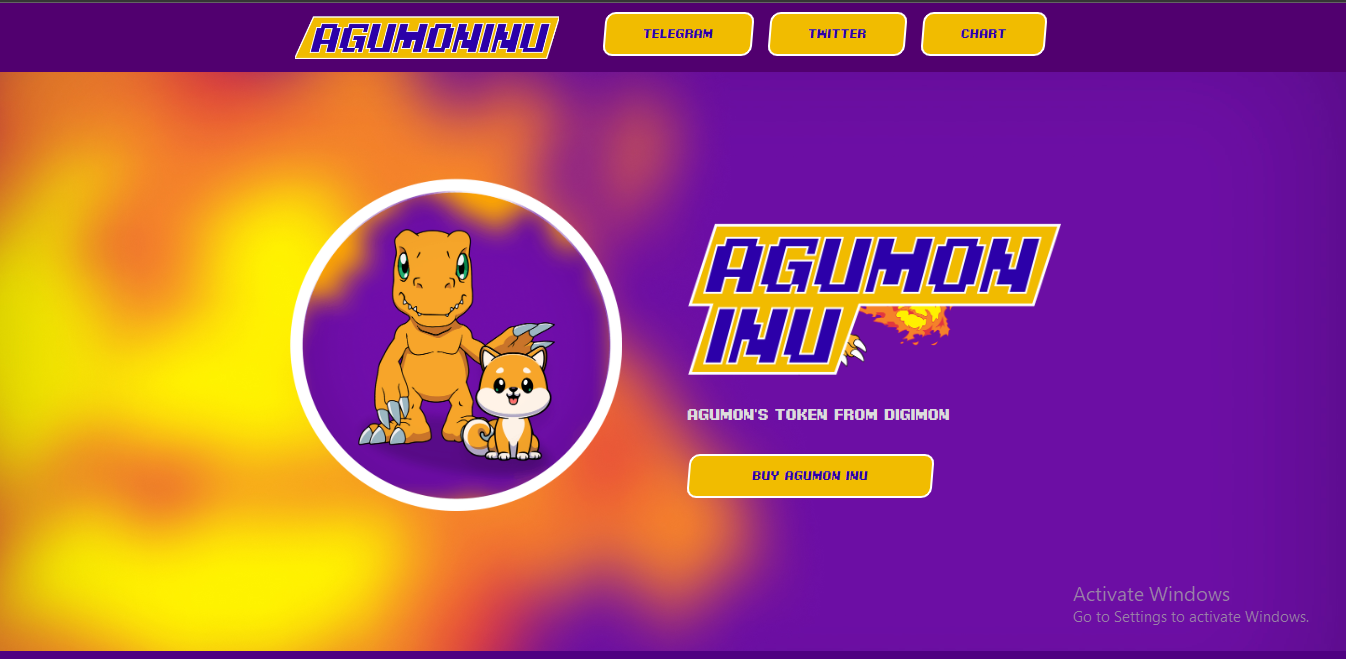 AGUMONINU
TELEGRAM
TWITTER
CHART
AGUMON
INU
AGUMON'S TOKEN FROM DIGIMON
BUY AGUMON INU
Activate Windows
Go to Settings to activate Windows.